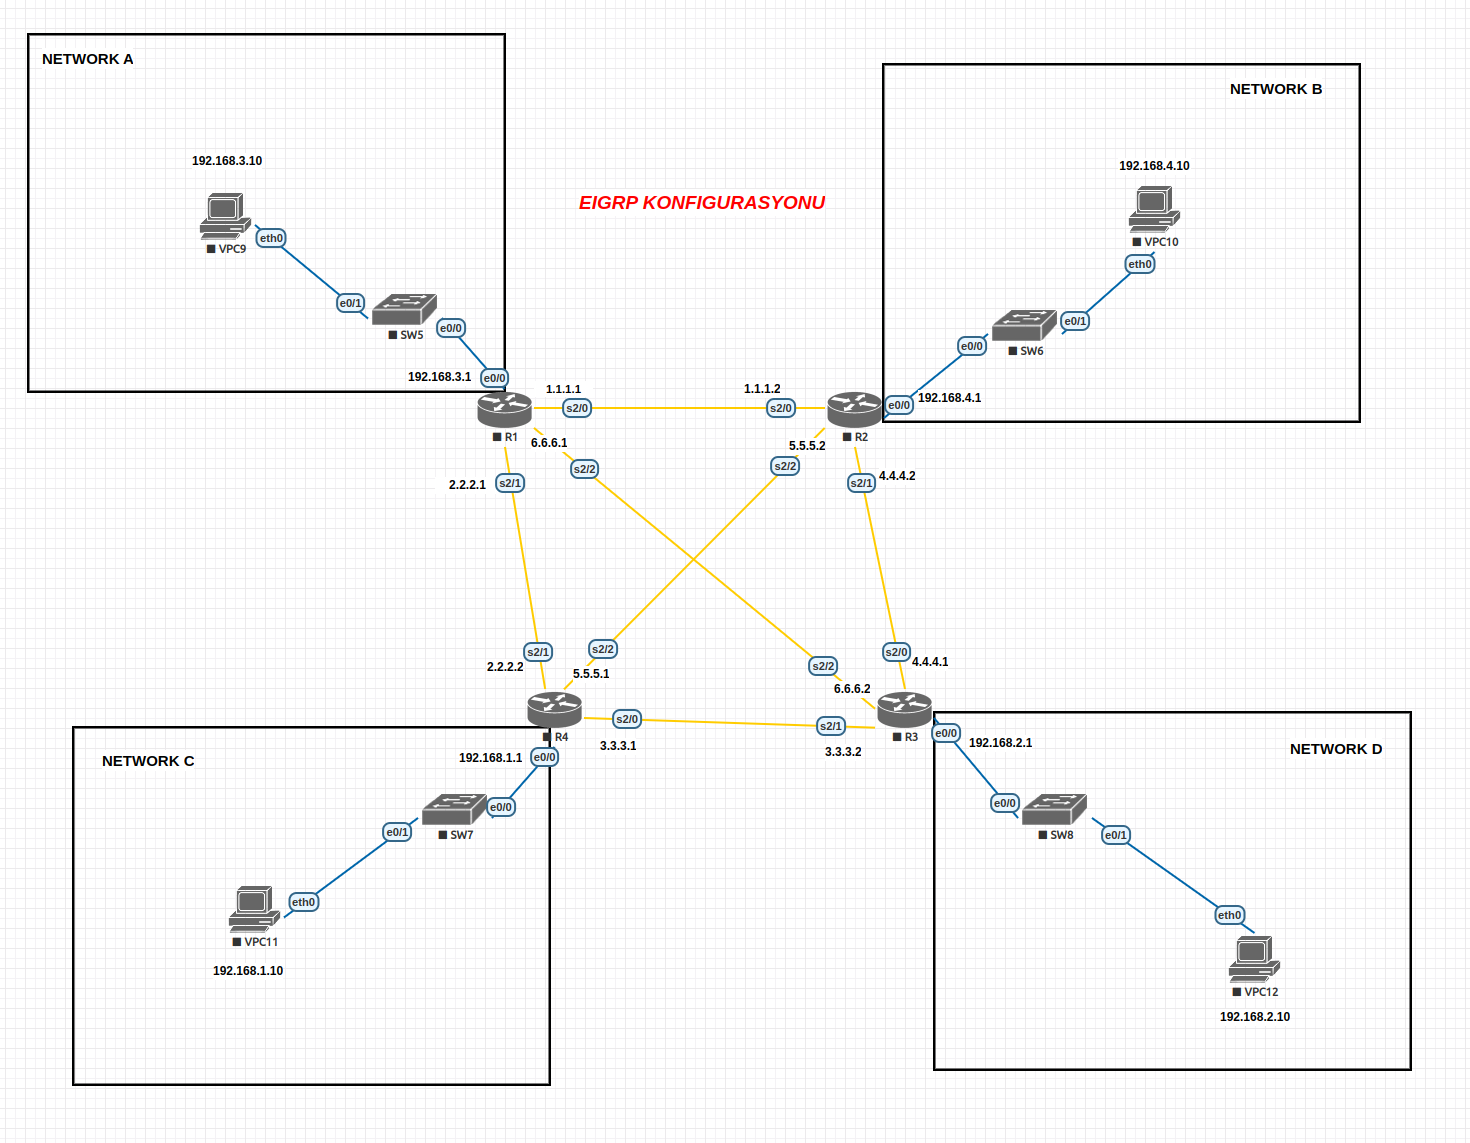 NETWORK A
NETWORK B
192.168.3.10
192.168.4.10
EIGRP KONFIGURASYONU
VPC9
eth0
VPC10
eth0
e0/1
SW5
e0/0
e0/1
SW6
e0/0
192.168.3.1
e0/0
1.1.1.1
1.1.1.2
s2/0
s2/0
e0/0
192.168.4.1
R1
6.6.6.1
R2
5.5.5.2
s2/2
s2/2
2.2.2.1
s2/1
s2/1
4.4.4.2
s2/1
s2/2
s2/0
2.2.2.2
5.5.5.1
s2/2
4.4.4.1
6.6.6.2
s2/0
s2/1
R4
R3
e0/0
3.3.3.1
3.3.3.2
192.168.2.1
NETWORK D
NETWORK C
192.168.1.1
e0/0
e0/0
SW7
e0/1
e0/0
SW8
e0/1
eth0
VPC11
192.168.1.10
eth0
VPC12
192.168.2.10